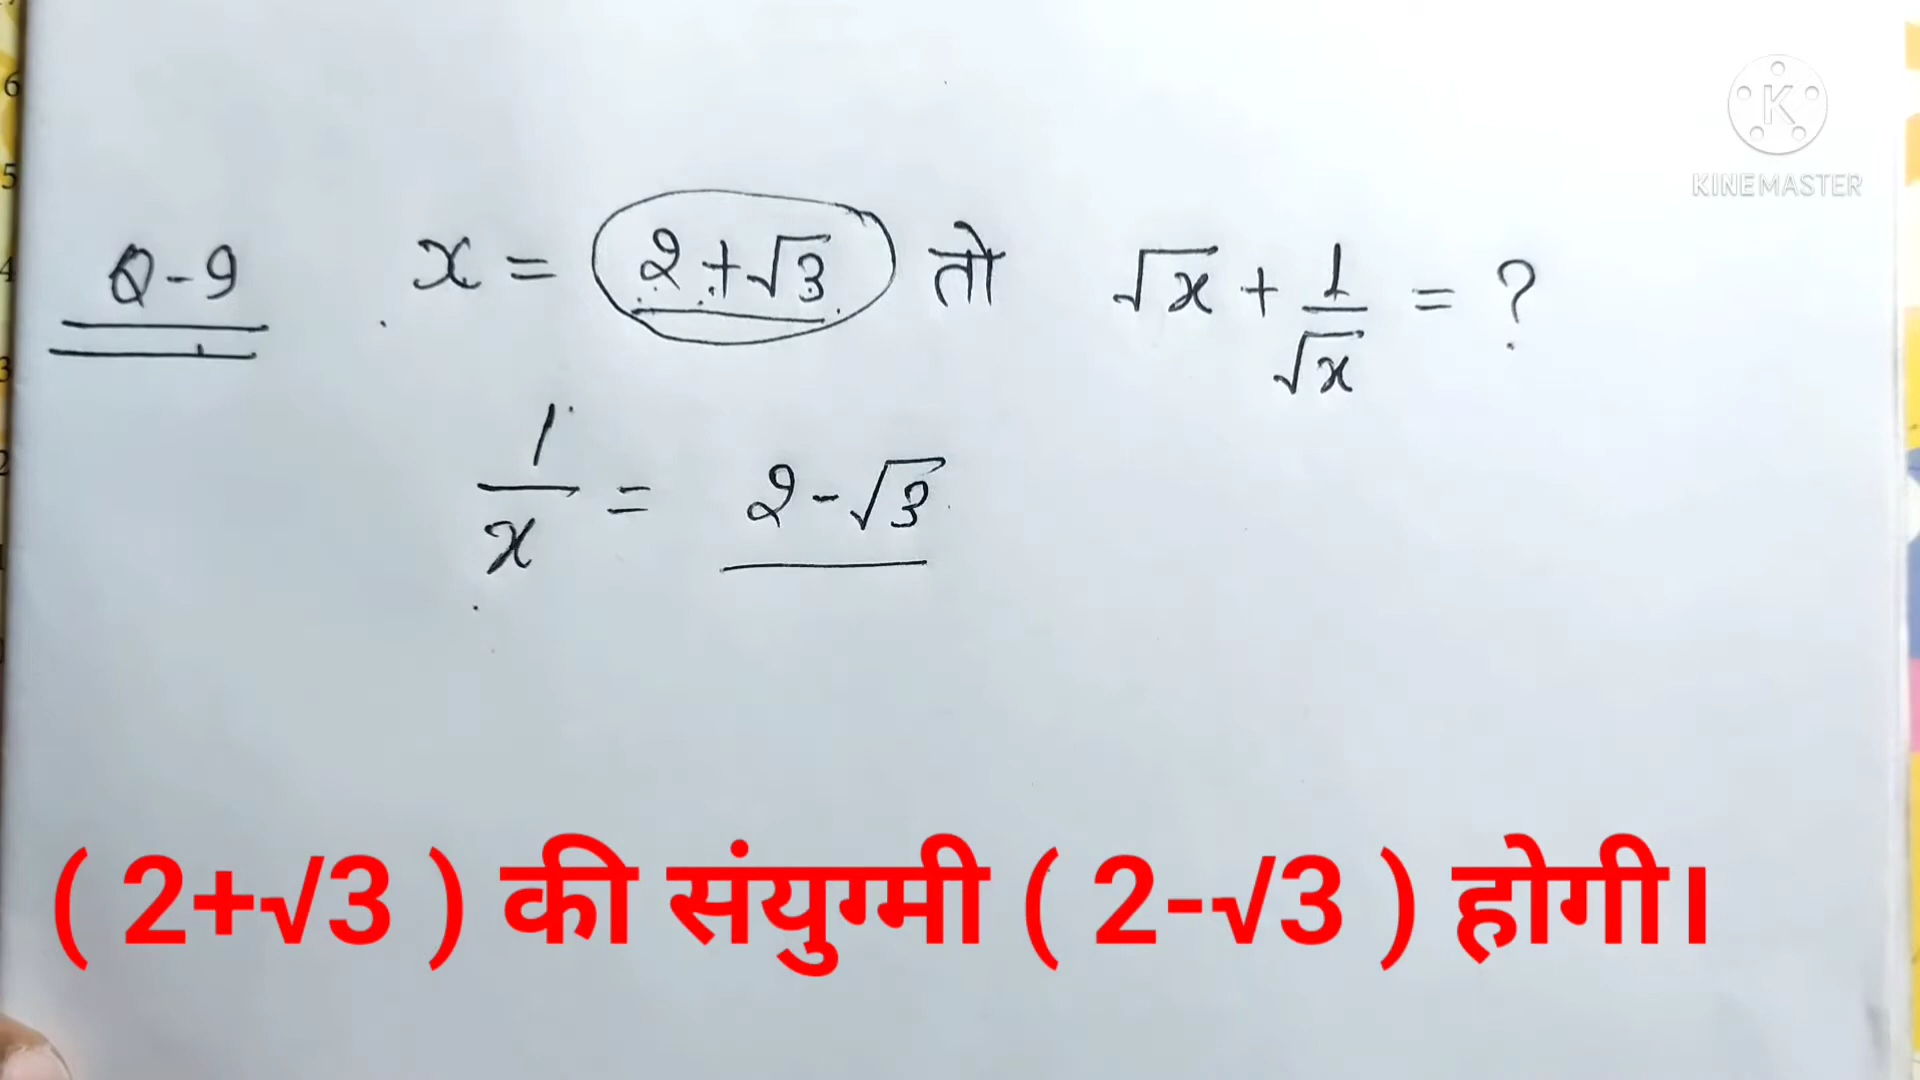 KINEMASTER
Q-9 x = 2+√3 तो √x + 1/√x = ?
1/x = 2-√3
( 2+√3 ) की संयुग्मी ( 2-√3 ) होगी।